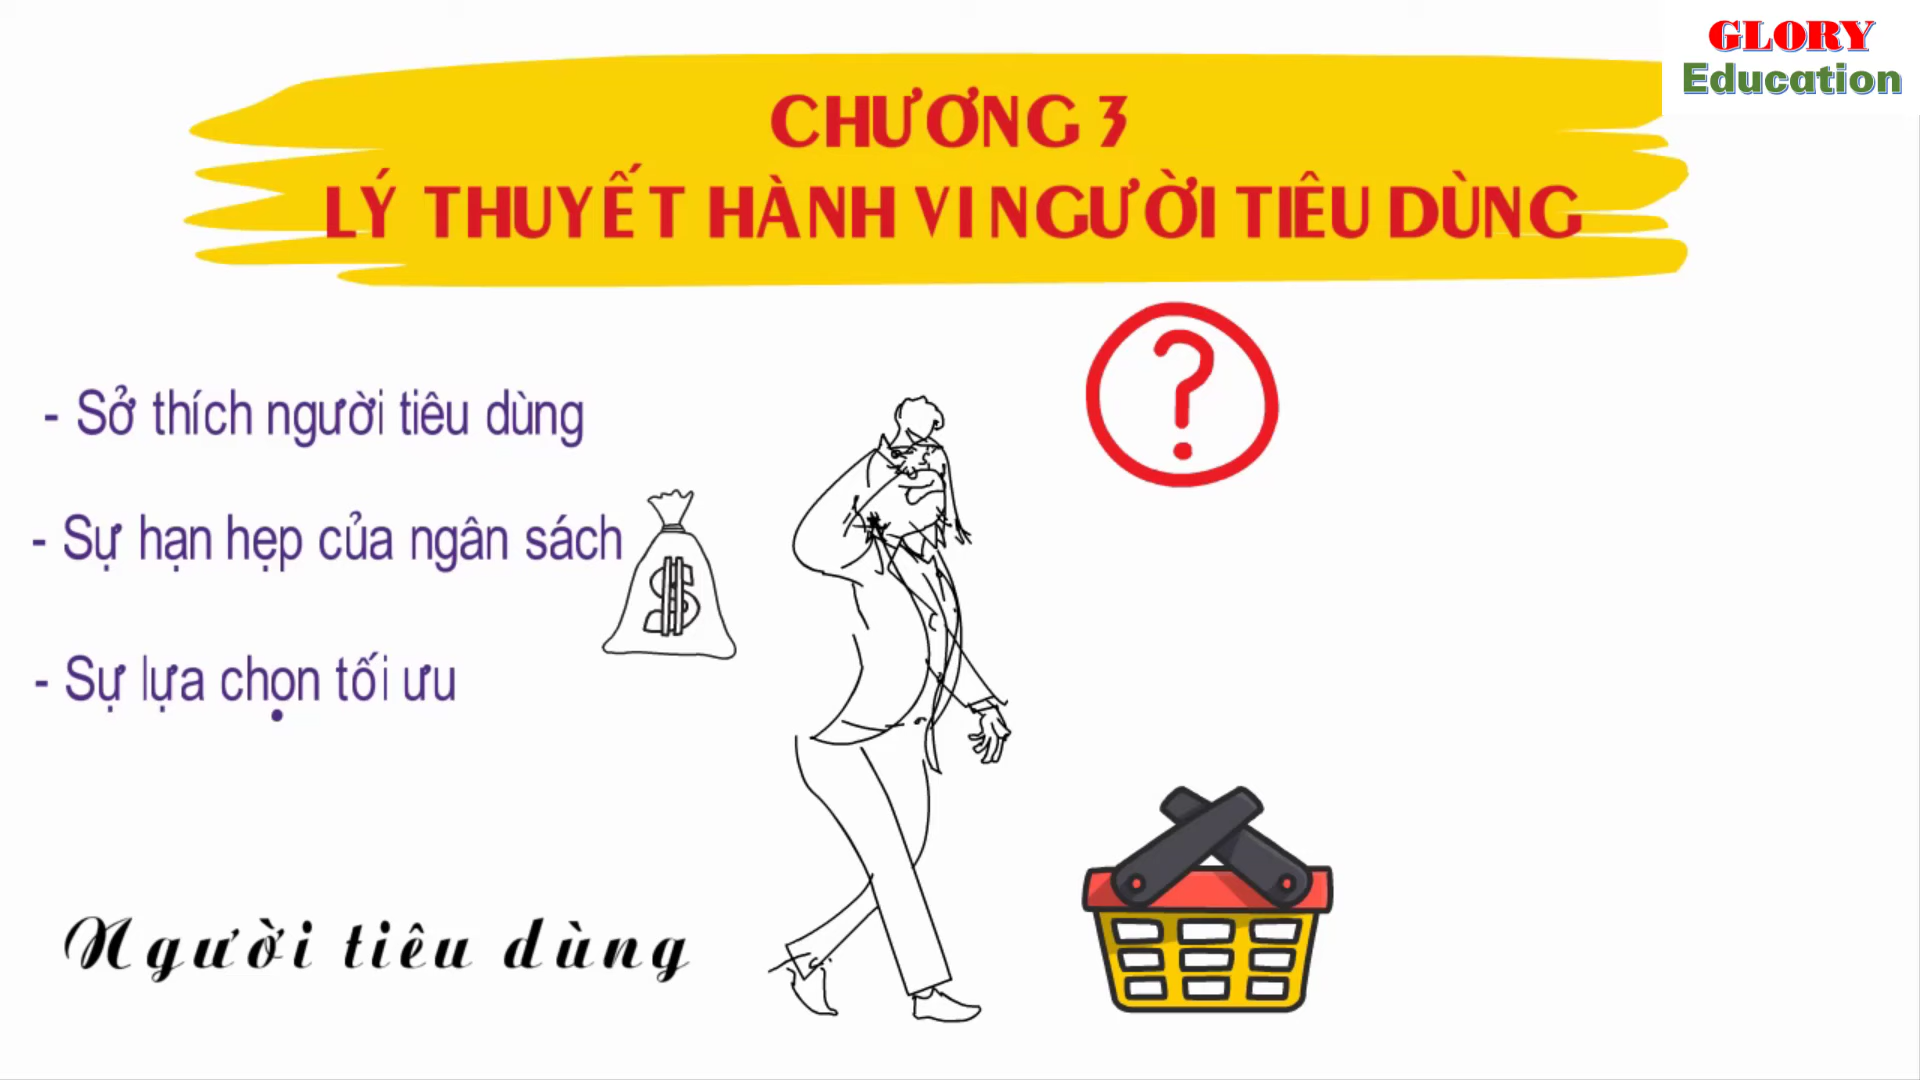 GLORY
Education
CHƯƠNG 3
LÝ THUYẾT HÀNH VI NGƯỜI TIÊU DÙNG
?
- Sở thích người tiêu dùng
- Sự hạn hẹp của ngân sách
$
- Sự lựa chọn tối ưu
Người tiêu dùng